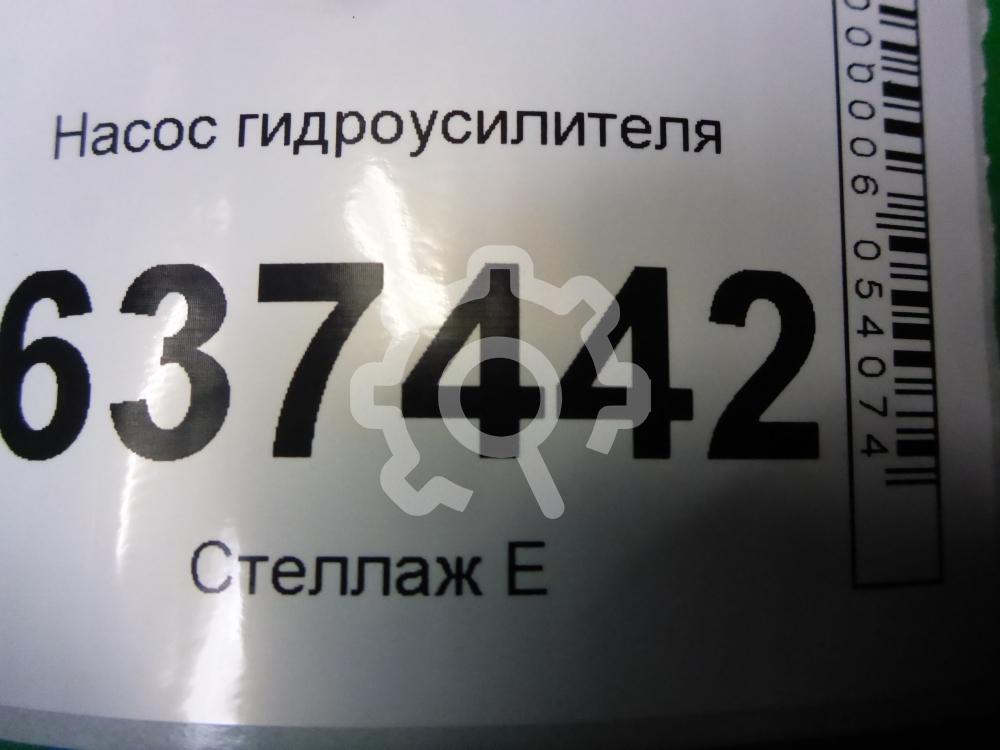 Насос гидроусилителя
637442
Стеллаж Е
0006 054074